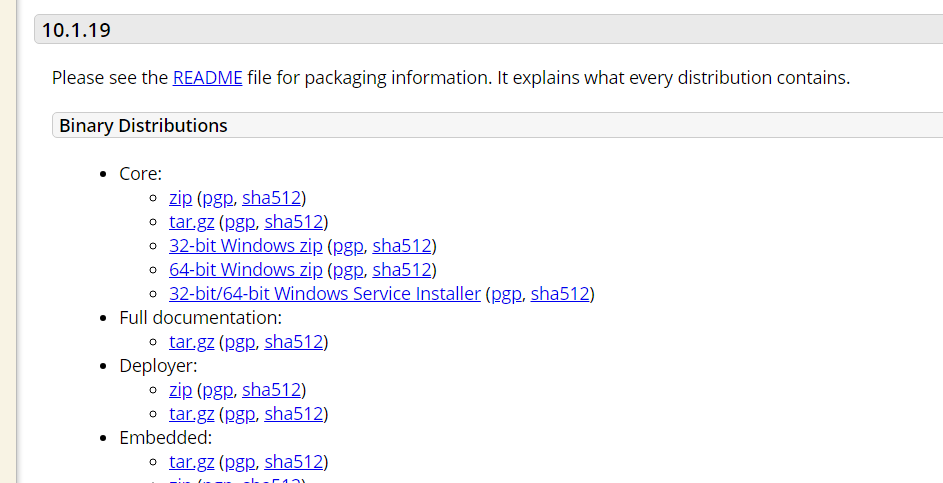 10.1.19
Please see the README file for packaging information. It explains what every distribution contains.
Binary Distributions
Core:
zip (pgp, sha512)
tar.gz (pgp, sha512)
32-bit Windows zip (pgp, sha512)
64-bit Windows zip (pgp, sha512)
32-bit/64-bit Windows Service Installer (pgp, sha512)
Full documentation:
tar.gz (pgp, sha512)
Deployer:
zip (pgp, sha512)
tar.gz (pgp, sha512)
Embedded:
tar.gz (pgp, sha512)
zip (pgp, sha512)